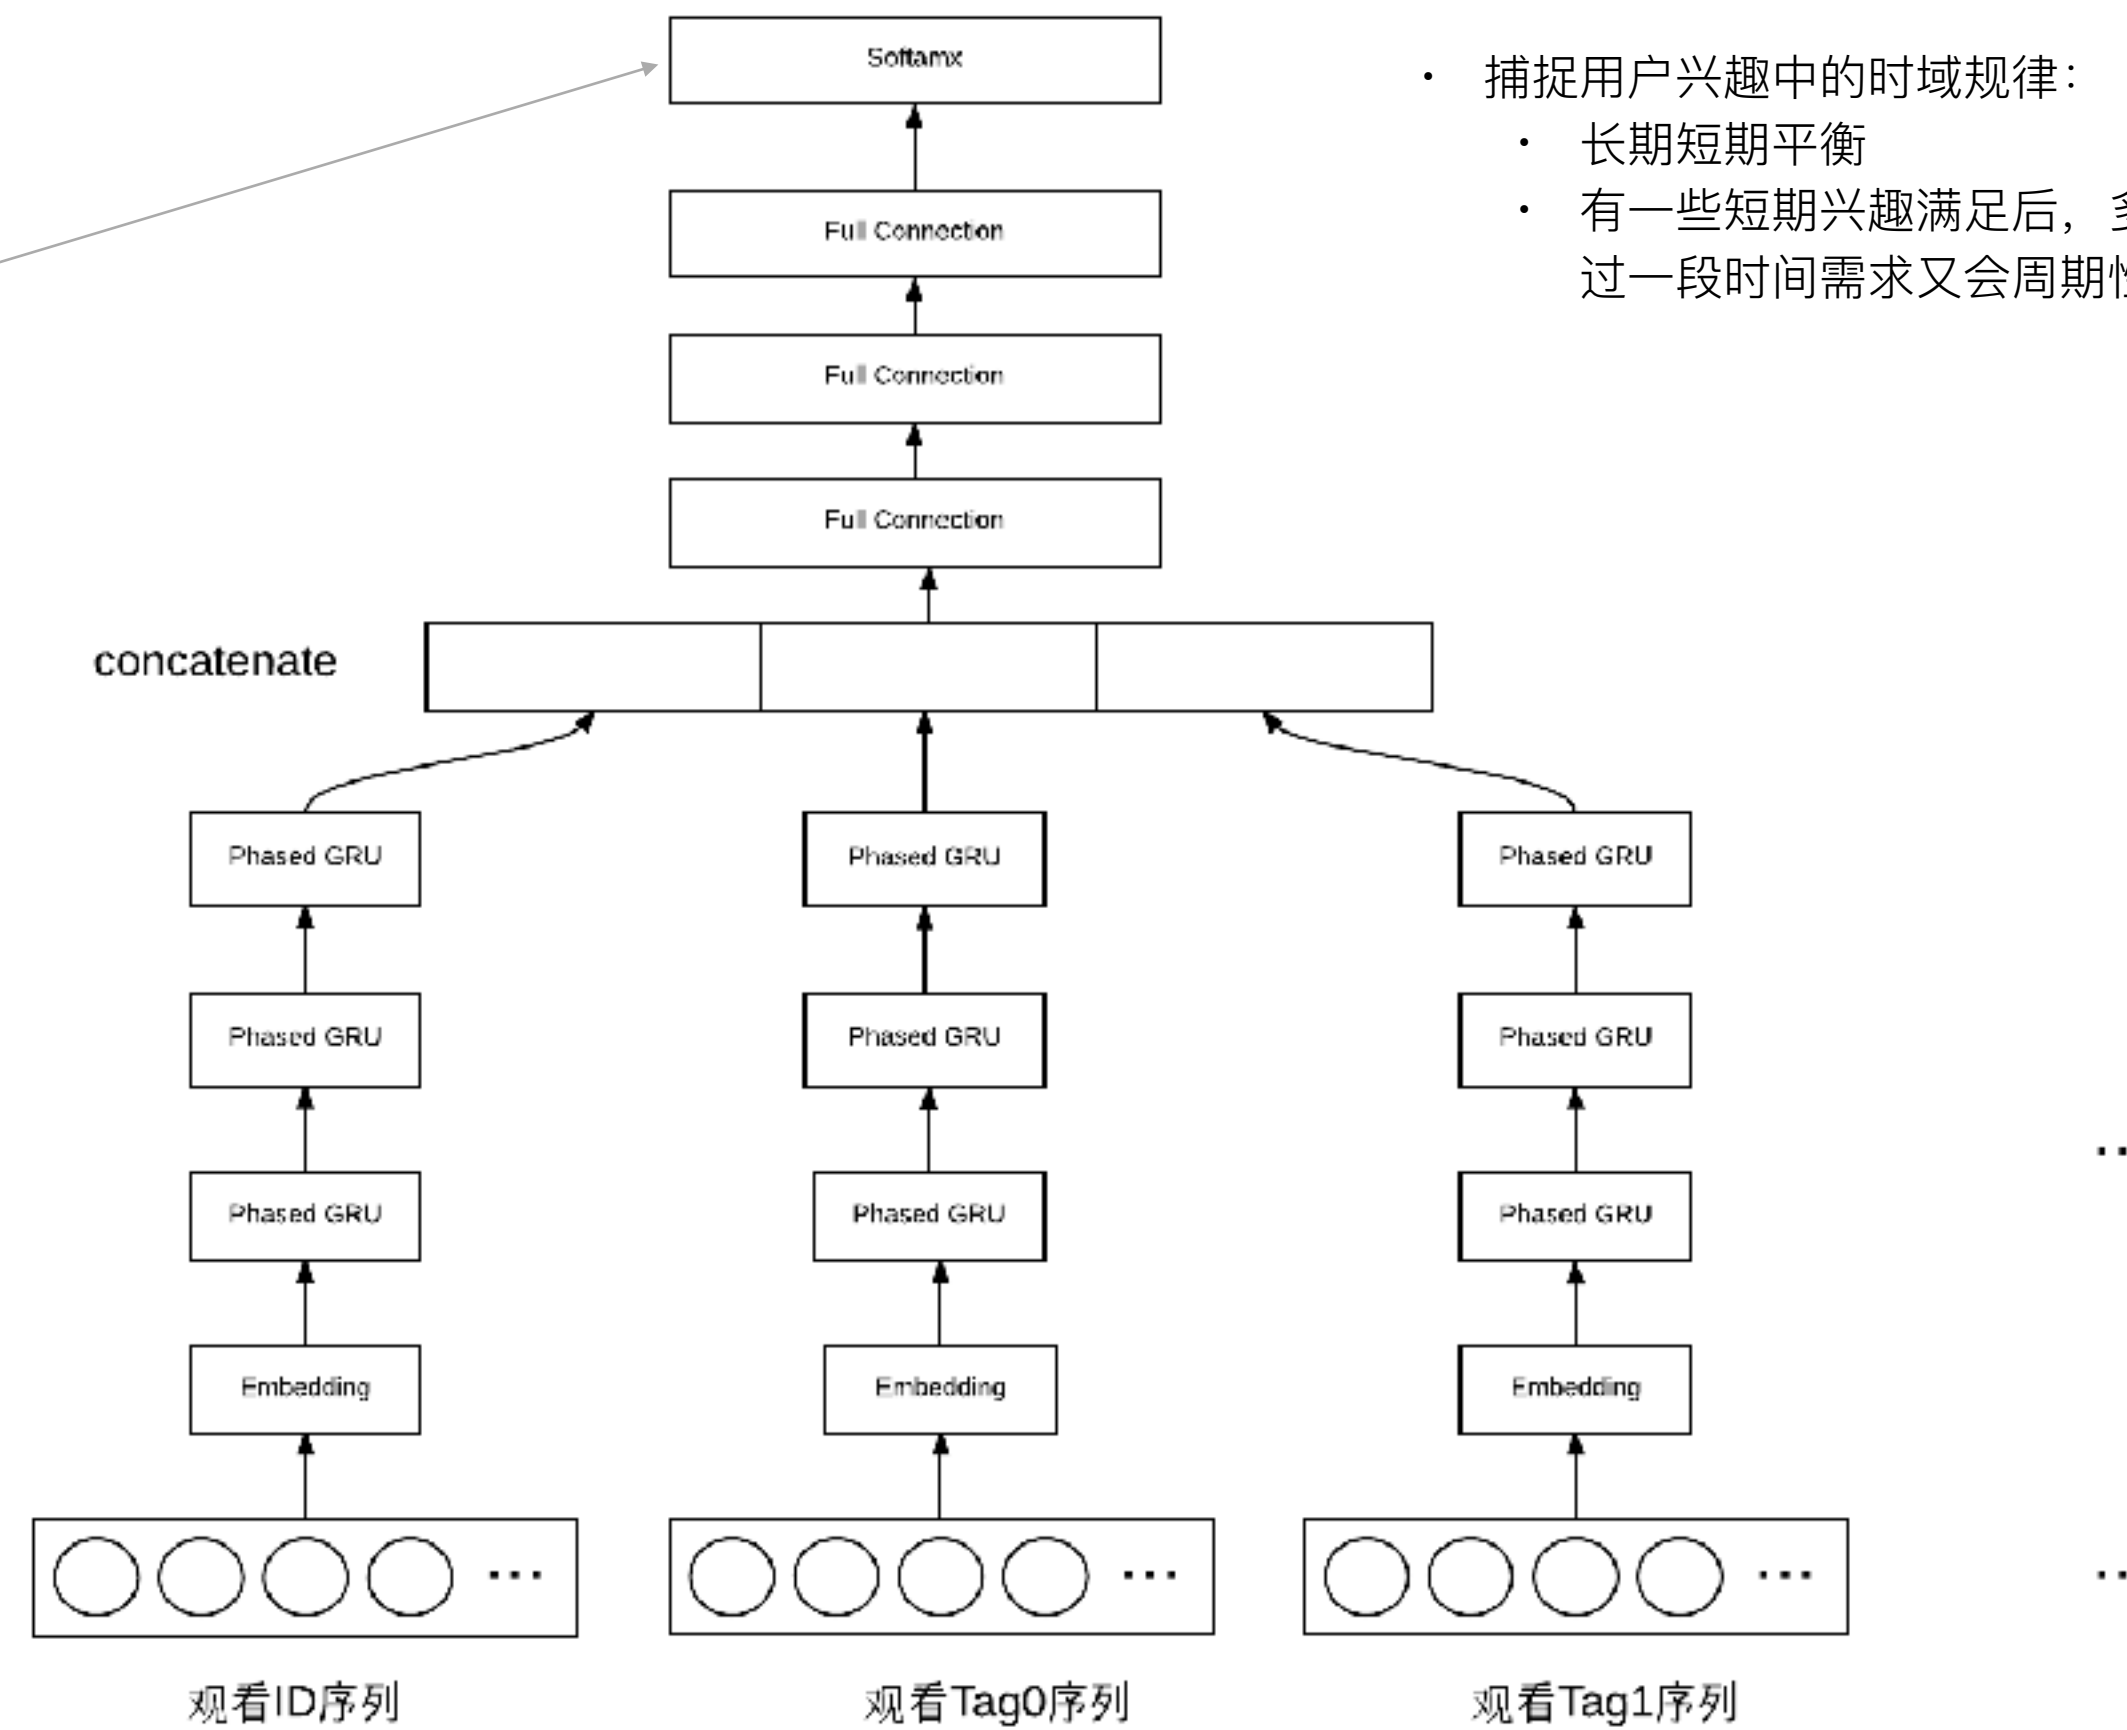 Softamx
• 捕捉用户兴趣中的时域规律:
• 长期短期平衡
• 有一些短期兴趣满足后,
过一段时间需求又会周期
Full Connection
Full Connection
Full Connection
concatenate
Phased GRU Phased GRU Phased GRU
Phased GRU Phased GRU Phased GRU
Phased GRU Phased GRU Phased GRU
...
Embedding Embedding Embedding
... ... ... ...
观看ID序列 观看Tag0序列 观看Tag1序列